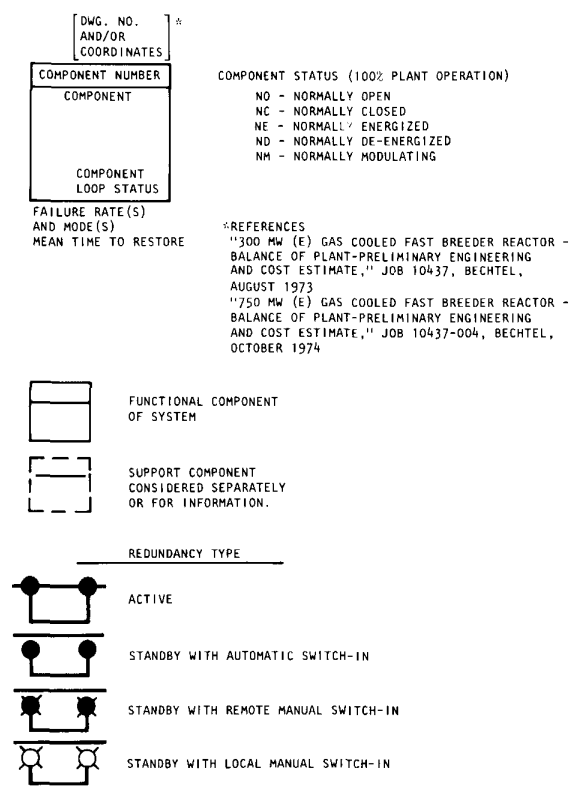 [DWG. NO. AND/OR COORDINATES] *
COMPONENT NUMBER
COMPONENT
COMPONENT
LOOP STATUS
FAILURE RATE(S)
AND MODE(S)
MEAN TIME TO RESTORE
COMPONENT STATUS (100% PLANT OPERATION)
NO - NORMALLY OPEN
NC - NORMALLY CLOSED
NE - NORMALLY ENERGIZED
ND - NORMALLY DE-ENERGIZED
NM - NORMALLY MODULATING
*REFERENCES
"300 MW (E) GAS COOLED FAST BREEDER REACTOR -
BALANCE OF PLANT-PRELIMINARY ENGINEERING
AND COST ESTIMATE," JOB 10437, BECHTEL,
AUGUST 1973
"750 MW (E) GAS COOLED FAST BREEDER REACTOR -
BALANCE OF PLANT-PRELIMINARY ENGINEERING
AND COST ESTIMATE," JOB 10437-004, BECHTEL,
OCTOBER 1974
FUNCTIONAL COMPONENT
OF SYSTEM
SUPPORT COMPONENT
CONSIDERED SEPARATELY
OR FOR INFORMATION.
REDUNDANCY TYPE
ACTIVE
STANDBY WITH AUTOMATIC SWITCH-IN
STANDBY WITH REMOTE MANUAL SWITCH-IN
STANDBY WITH LOCAL MANUAL SWITCH-IN